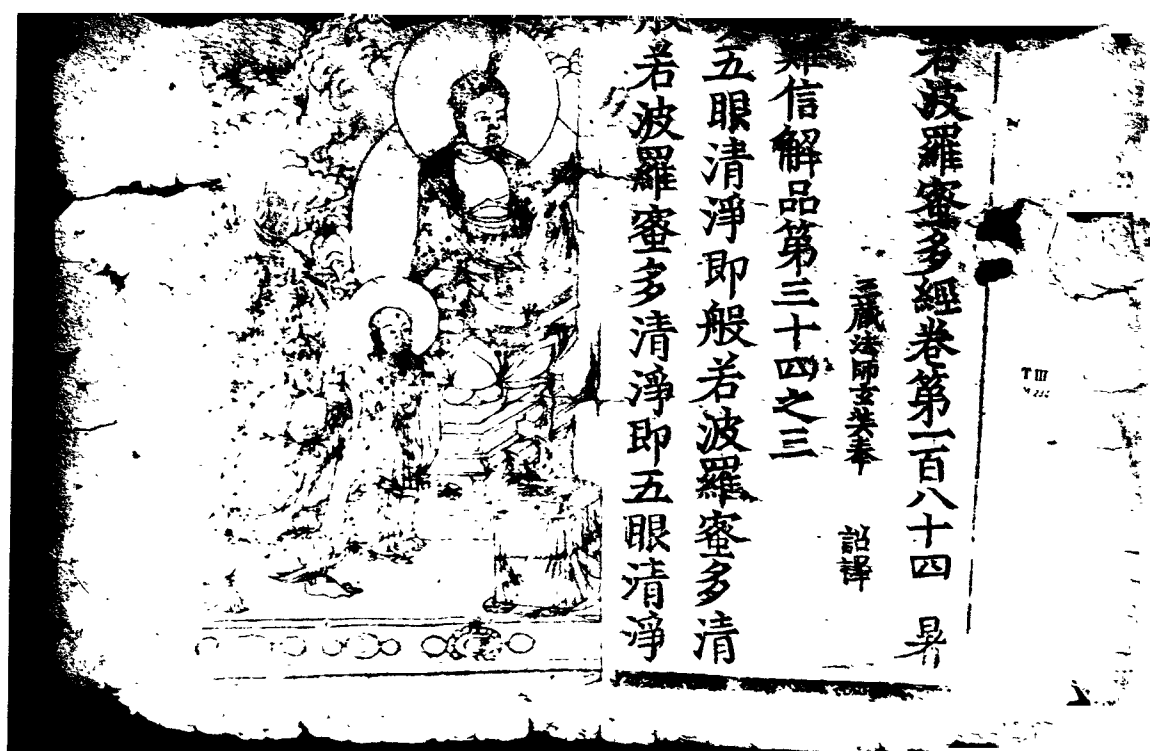 若波羅蜜多經卷第一百八十四
三藏法師玄奘奉 詔譯
難信解品第三十四之三
五眼清淨即般若波羅蜜多清
般若波羅蜜多清淨即五眼清淨
T III